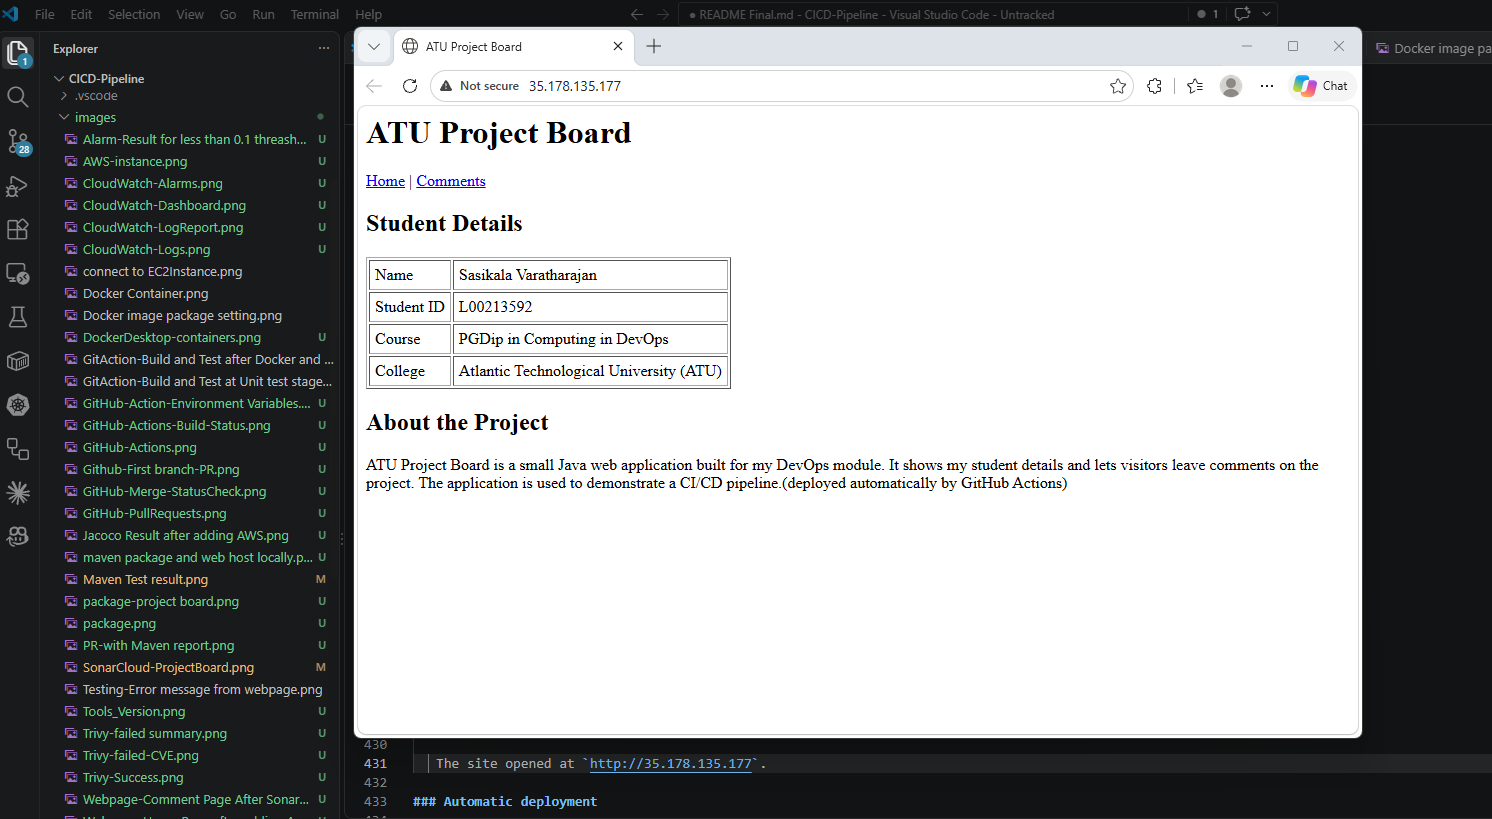 File Edit Selection View Go Run Terminal Help
README Final.md - CICD-Pipeline - Visual Studio Code - Untracked
1
Explorer
CICD-Pipeline
.vscode
images
Alarm-Result for less than 0.1 threash... U
AWS-instance.png U
CloudWatch-Alarms.png U
CloudWatch-Dashboard.png U
CloudWatch-LogReport.png U
CloudWatch-Logs.png U
connect to EC2Instance.png
Docker Container.png
Docker image package setting.png
DockerDesktop-containers.png U
GitAction-Build and Test after Docker and ...
GitAction-Build and Test at Unit test stage...
GitHub-Action-Environment Variables.... U
GitHub-Actions-Build-Status.png U
GitHub-Actions.png U
Github-First branch-PR.png U
GitHub-Merge-StatusCheck.png U
GitHub-PullRequests.png U
Jacoco Result after adding AWS.png U
maven package and web host locally.p... U
Maven Test result.png M
package-project board.png U
package.png U
PR-with Maven report.png U
SonarCloud-ProjectBoard.png M
Testing-Error message from webpage.png
Tools_Version.png U
Trivy-failed summary.png U
Trivy-failed-CVE.png U
Trivy-Success.png U
Webpage-Comment Page After Sonar... U
1
28
ATU Project Board
Not secure 35.178.135.177
Chat
Docker image pa
ATU Project Board
Home | Comments
Student Details
Name Sasikala Varatharajan
Student ID L00213592
Course PGDip in Computing in DevOps
College Atlantic Technological University (ATU)
About the Project
ATU Project Board is a small Java web application built for my DevOps module. It shows my student details and lets visitors leave comments on the
project. The application is used to demonstrate a CI/CD pipeline.(deployed automatically by GitHub Actions)
430
431 The site opened at `http://35.178.135.177`.
432
433 ### Automatic deployment